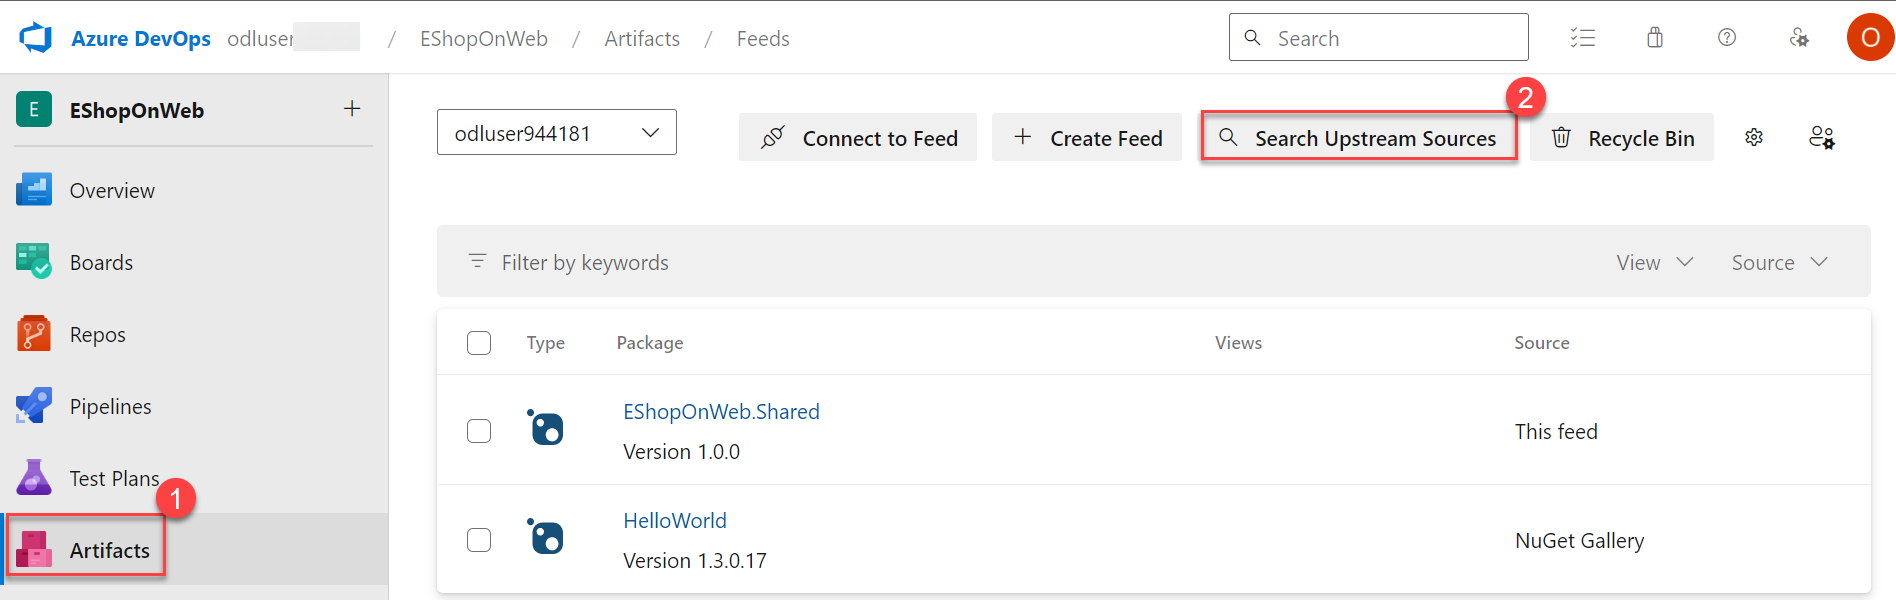 Azure DevOps odluser / EShopOnWeb / Artifacts / Feeds Search O
E EShopOnWeb +
Overview
Boards
Repos
Pipelines
Test Plans
1
Artifacts
2
odluser944181 Connect to Feed + Create Feed Search Upstream Sources Recycle Bin
Filter by keywords View Source
Type Package Views Source
EShopOnWeb.Shared
Version 1.0.0
This feed
HelloWorld
Version 1.3.0.17
NuGet Gallery